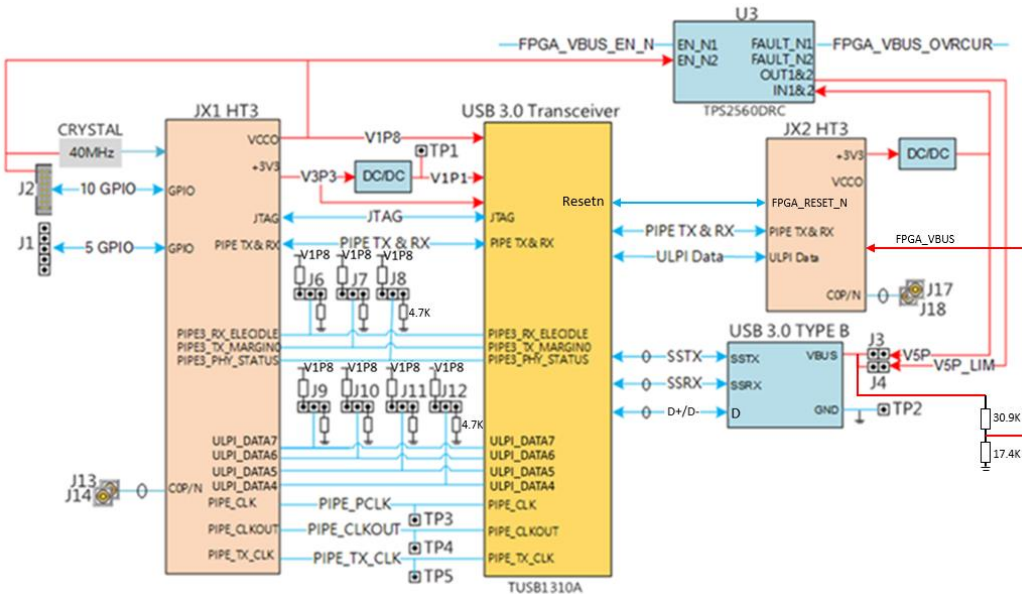 U3
FPGA_VBUS_EN_N
EN_N1
EN_N2
FAULT_N1
FAULT_N2
OUT1&2
IN1&2
FPGA_VBUS_OVRCUR
TPS2560DRC
JX1 HT3
USB 3.0 Transceiver
JX2 HT3
CRYSTAL
40MHz
VCCO
V1P8
TP1
+3V3
V3P3
DC/DC
V1P1
+3V3
DC/DC
VCCO
J2
10 GPIO
GPIO
Resetn
FPGA_RESET_N
JTAG
JTAG
JTAG
J1
5 GPIO
GPIO
PIPE TX & RX
PIPE TX & RX
PIPE TX & RX
PIPE TX & RX
PIPE TX & RX
FPGA_VBUS
ULPI Data
ULPI Data
V1P8
V1P8
V1P8
J6
J7
J8
4.7K
C0P/N
J17
J18
PIPE3_RX_ELECIDLE
PIPE3_TX_MARGIN0
PIPE3_PHY_STATUS
PIPE3_RX_ELECIDLE
PIPE3_TX_MARGIN0
PIPE3_PHY_STATUS
USB 3.0 TYPE B
SSTX
SSTX
VBUS
J3
V5P
V5P_LIM
J4
SSRX
SSRX
D+/D-
D
GND
TP2
V1P8
V1P8
V1P8
V1P8
J9
J10
J11
J12
4.7K
30.9K
17.4K
ULPI_DATA7
ULPI_DATA6
ULPI_DATA5
ULPI_DATA4
ULPI_DATA7
ULPI_DATA6
ULPI_DATA5
ULPI_DATA4
J13
J14
C0P/N
PIPE_CLK
PIPE_PCLK
PIPE_CLK
TP3
PIPE_CLKOUT
PIPE_CLKOUT
PIPE_CLKOUT
TP4
PIPE_TX_CLK
PIPE_TX_CLK
PIPE_TX_CLK
TP5
TUSB1310A